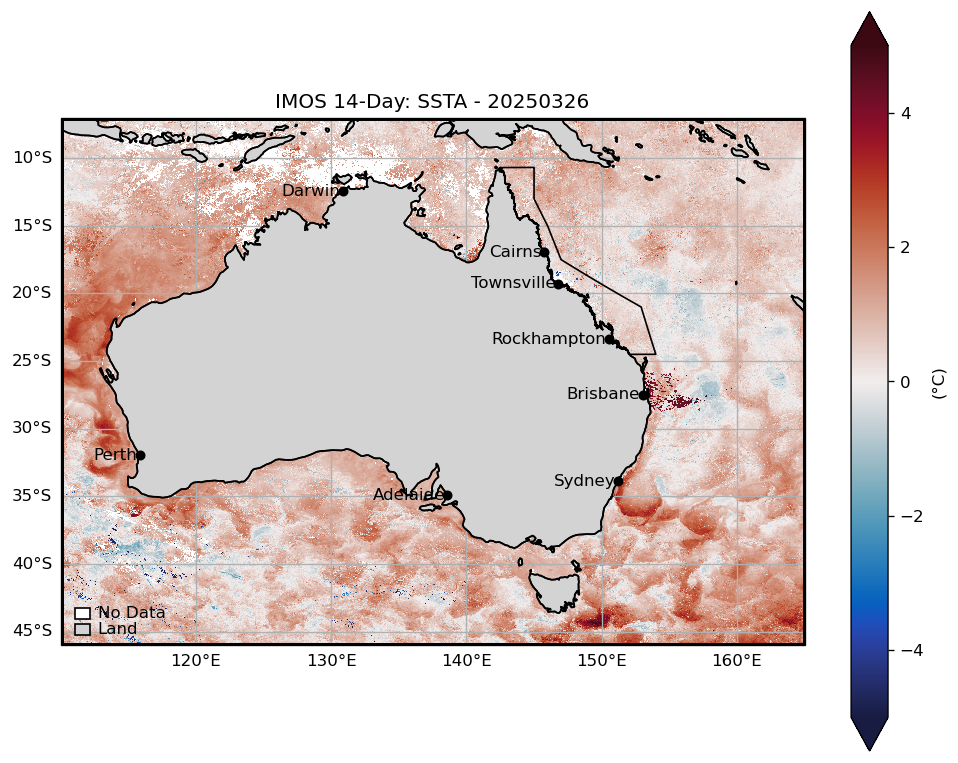 IMOS 14-Day: SSTA - 20250326
10°S
15°S
20°S
25°S
30°S
35°S
40°S
45°S
Darwin
Cairns
Townsville
Rockhampton
Brisbane
Perth
Sydney
Adelaide
No Data
Land
120°E
130°E
140°E
150°E
160°E
4
2
0
−2
−4
(°C)